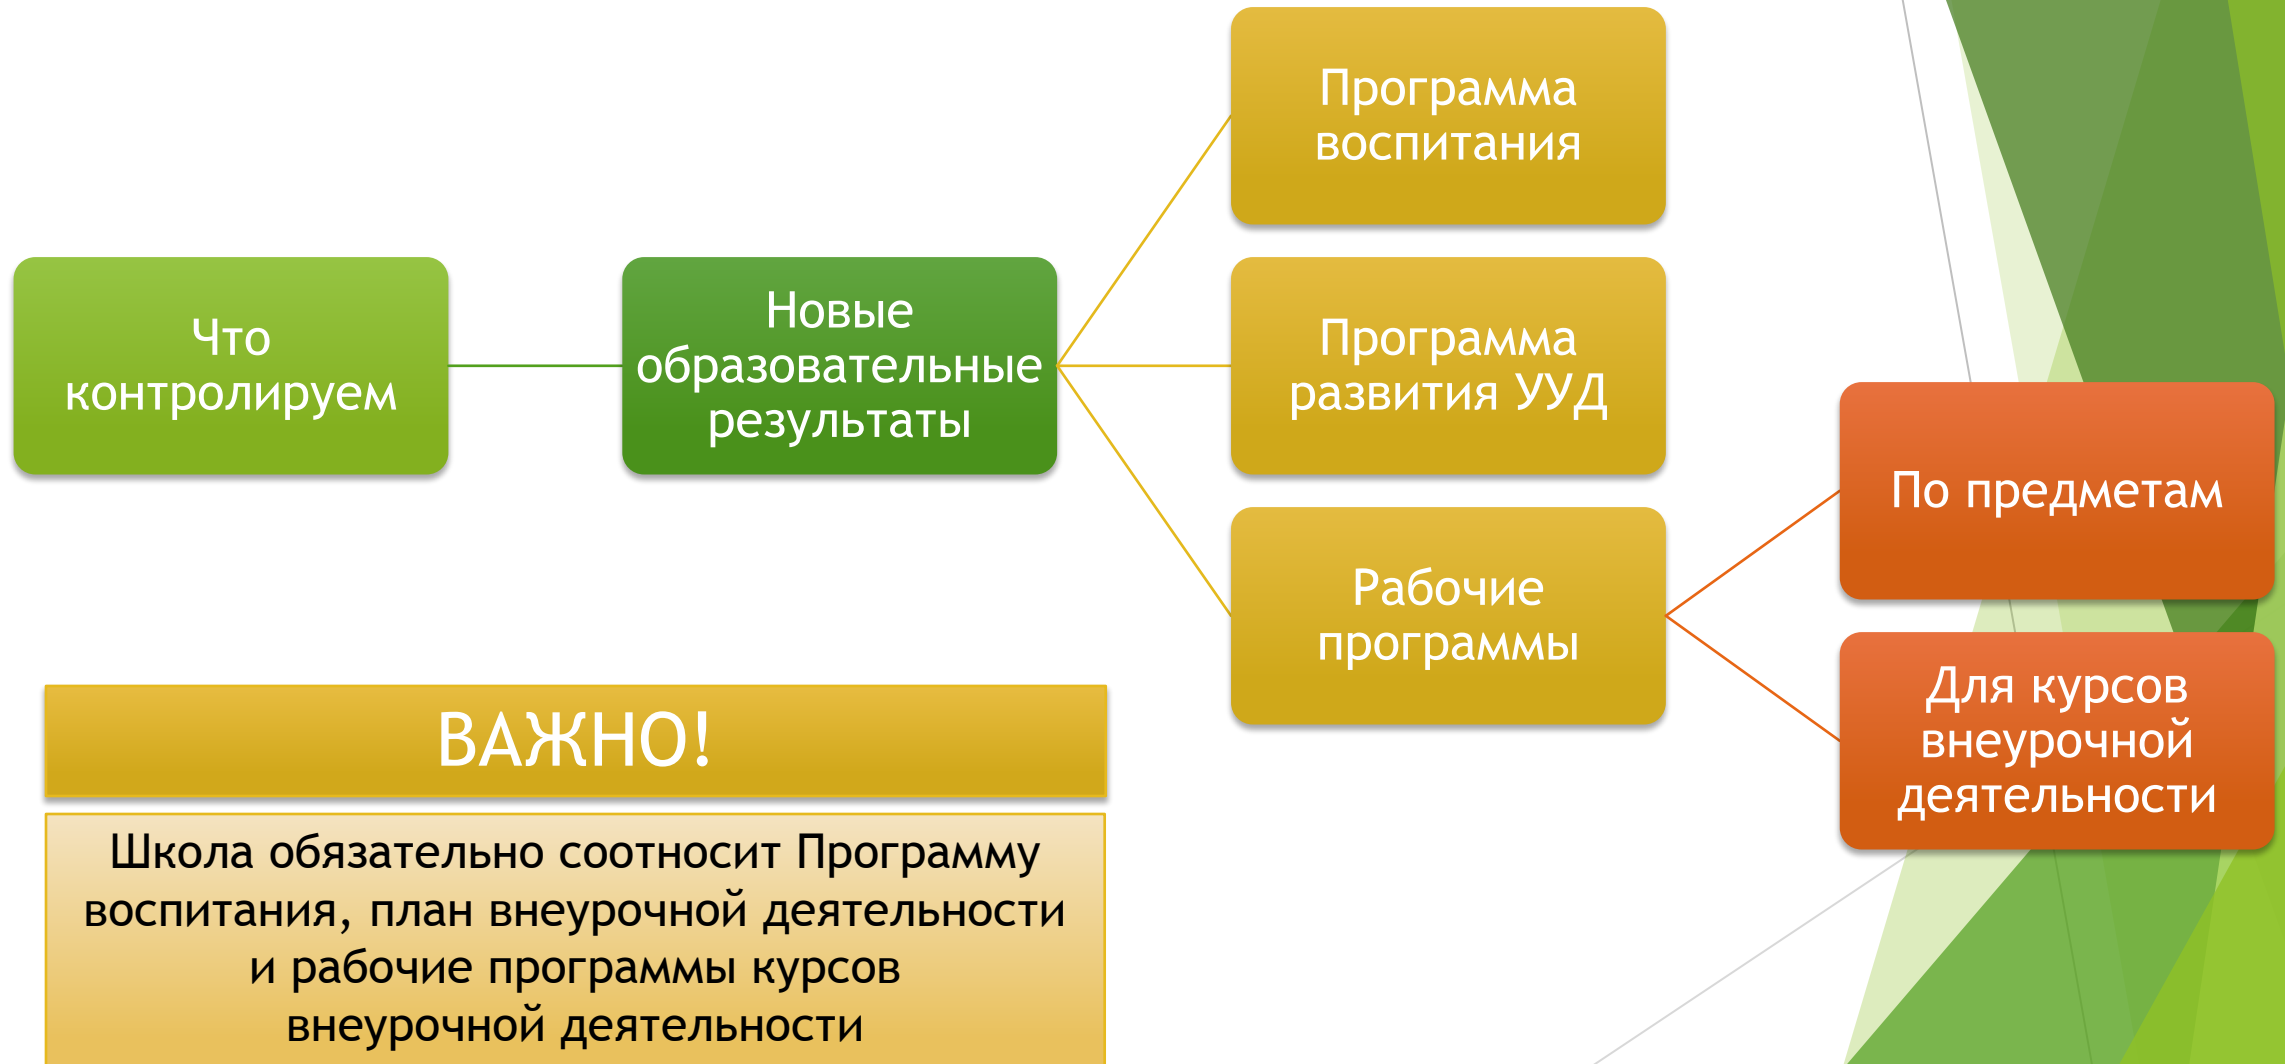 Что
контролируем
Новые
образовательные
результаты
Программа
воспитания
Программа
развития УУД
Рабочие
программы
По предметам
Для курсов
внеурочной
деятельности
ВАЖНО!
Школа обязательно соотносит Программу
воспитания, план внеурочной деятельности
и рабочие программы курсов
внеурочной деятельности